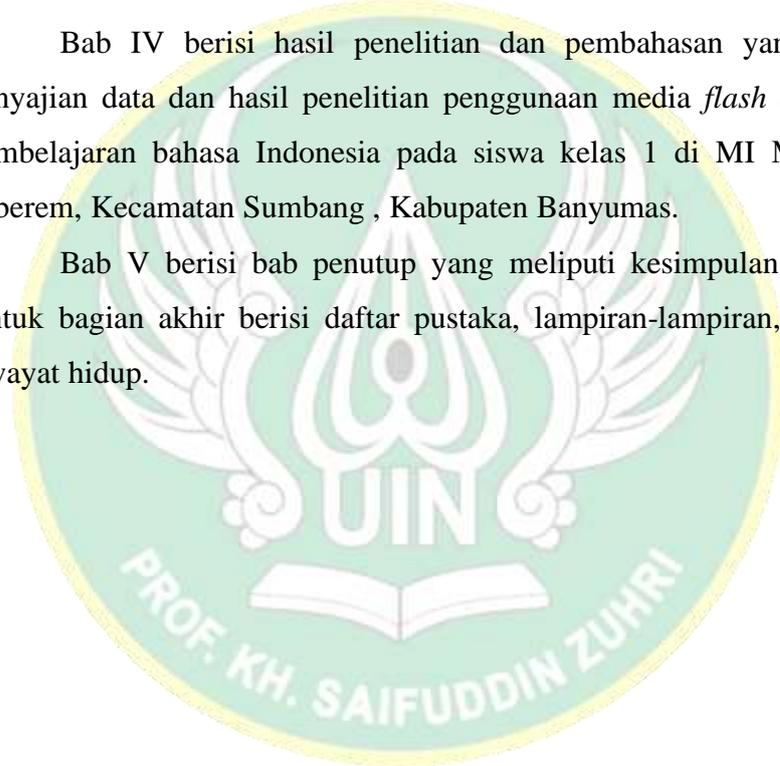 Bab IV berisi hasil penelitian dan pembahasan
nyajian data dan hasil penelitian penggunaan media flash
mbelajaran bahasa Indonesia pada siswa kelas 1 di MI
berem, Kecamatan Sumbang , Kabupaten Banyumas.
Bab V berisi bab penutup yang meliputi kesimpulan
ntuk bagian akhir berisi daftar pustaka, lampiran-lampiran,
wayat hidup.
UIN
PROF. KH. SAIFUDDIN ZUHRI